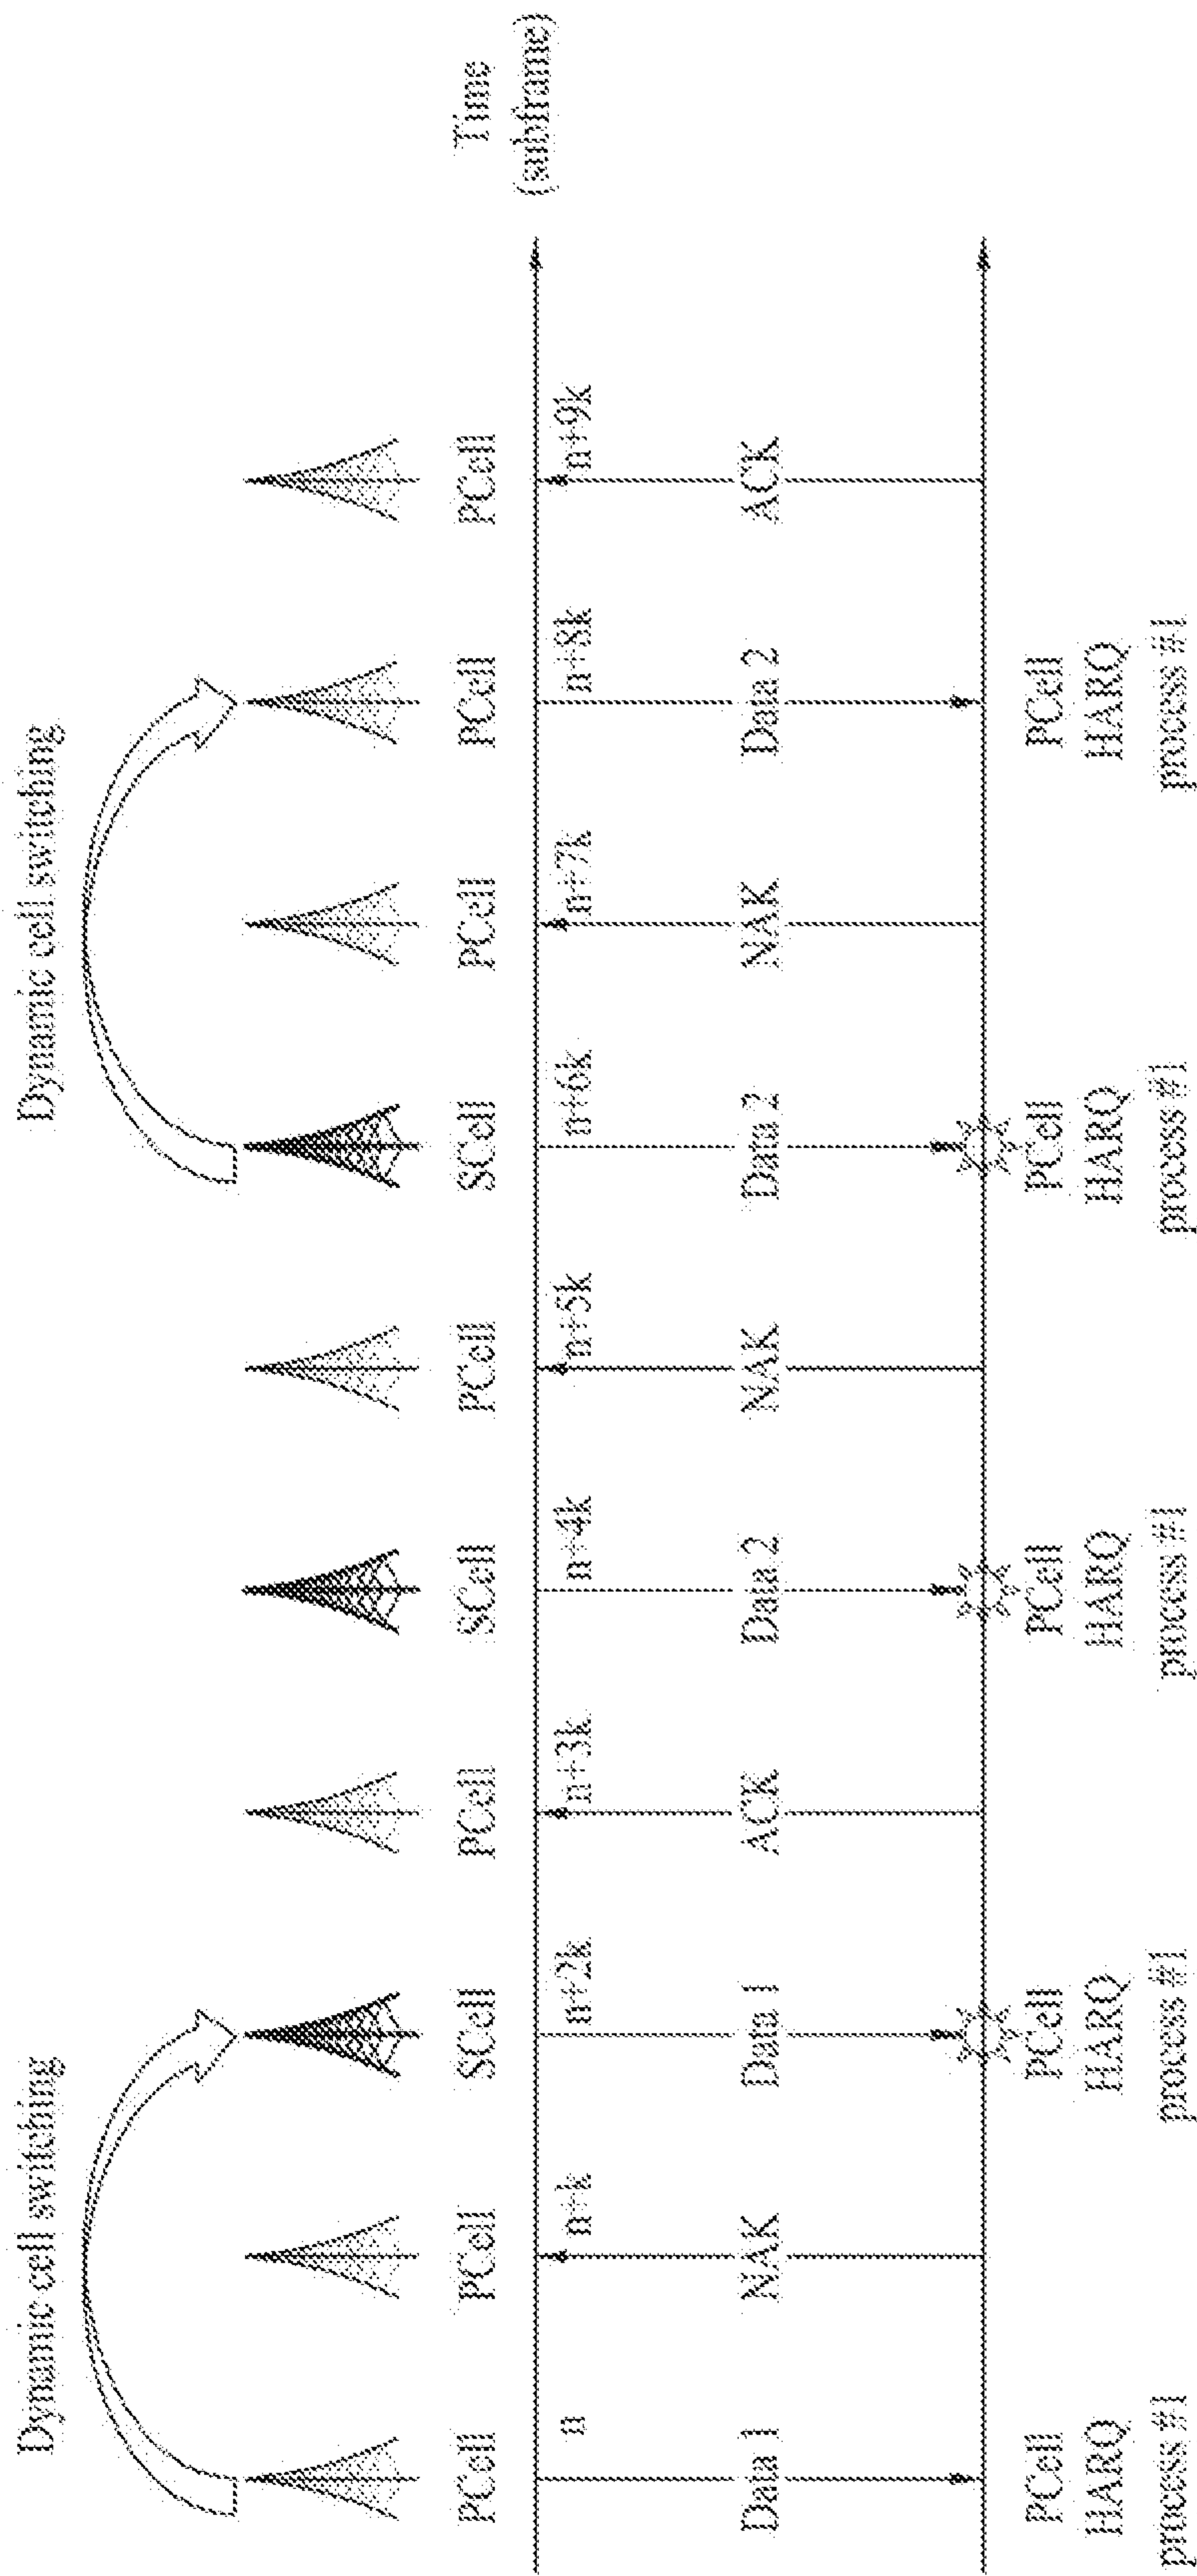 Dynamic cell switching
Dynamic cell switching
PCell
PCell
SCell
PCell
SCell
PCell
SCell
PCell
PCell
PCell
Time
(subframe)
n
n+k
n+2k
n+3k
n+4k
n+5k
n+6k
n+7k
n+8k
n+9k
Data 1
NAK
Data 1
ACK
Data 2
NAK
Data 2
NAK
Data 2
ACK
PCell
HARQ
process #1
PCell
HARQ
process #1
PCell
HARQ
process #1
PCell
HARQ
process #1
PCell
HARQ
process #1